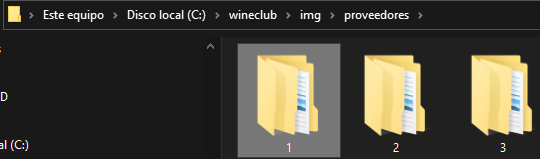 Este equipo > Disco local (C:) > wineclub > img > proveedores >
D
al (C:)
1 2 3